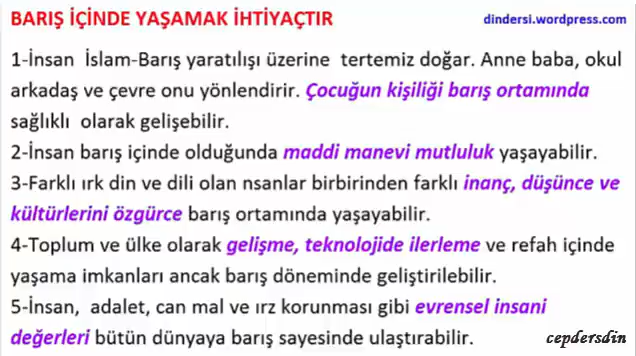 BARIŞ İÇİNDE YAŞAMAK İHTİYAÇTIR
dindersi.wordpress.com
1-İnsan İslam-Barış yaratılışı üzerine tertemiz doğar. Anne baba, okul
arkadaş ve çevre onu yönlendirir. Çocuğun kişiliği barış ortamında
sağlıklı olarak gelişebilir.
2-İnsan barış içinde olduğunda maddi manevi mutluluk yaşayabilir.
3-Farklı ırk din ve dili olan nsanlar birbirinden farklı inanç, düşünce ve
kültürlerini özgürce barış ortamında yaşayabilir.
4-Toplum ve ülke olarak gelişme, teknolojide ilerleme ve refah içinde
yaşama imkanları ancak barış döneminde geliştirilebilir.
5-İnsan, adalet, can mal ve ırz korunması gibi evrensel insani
değerleri bütün dünyaya barış sayesinde ulaştırabilir.
cepdersdin